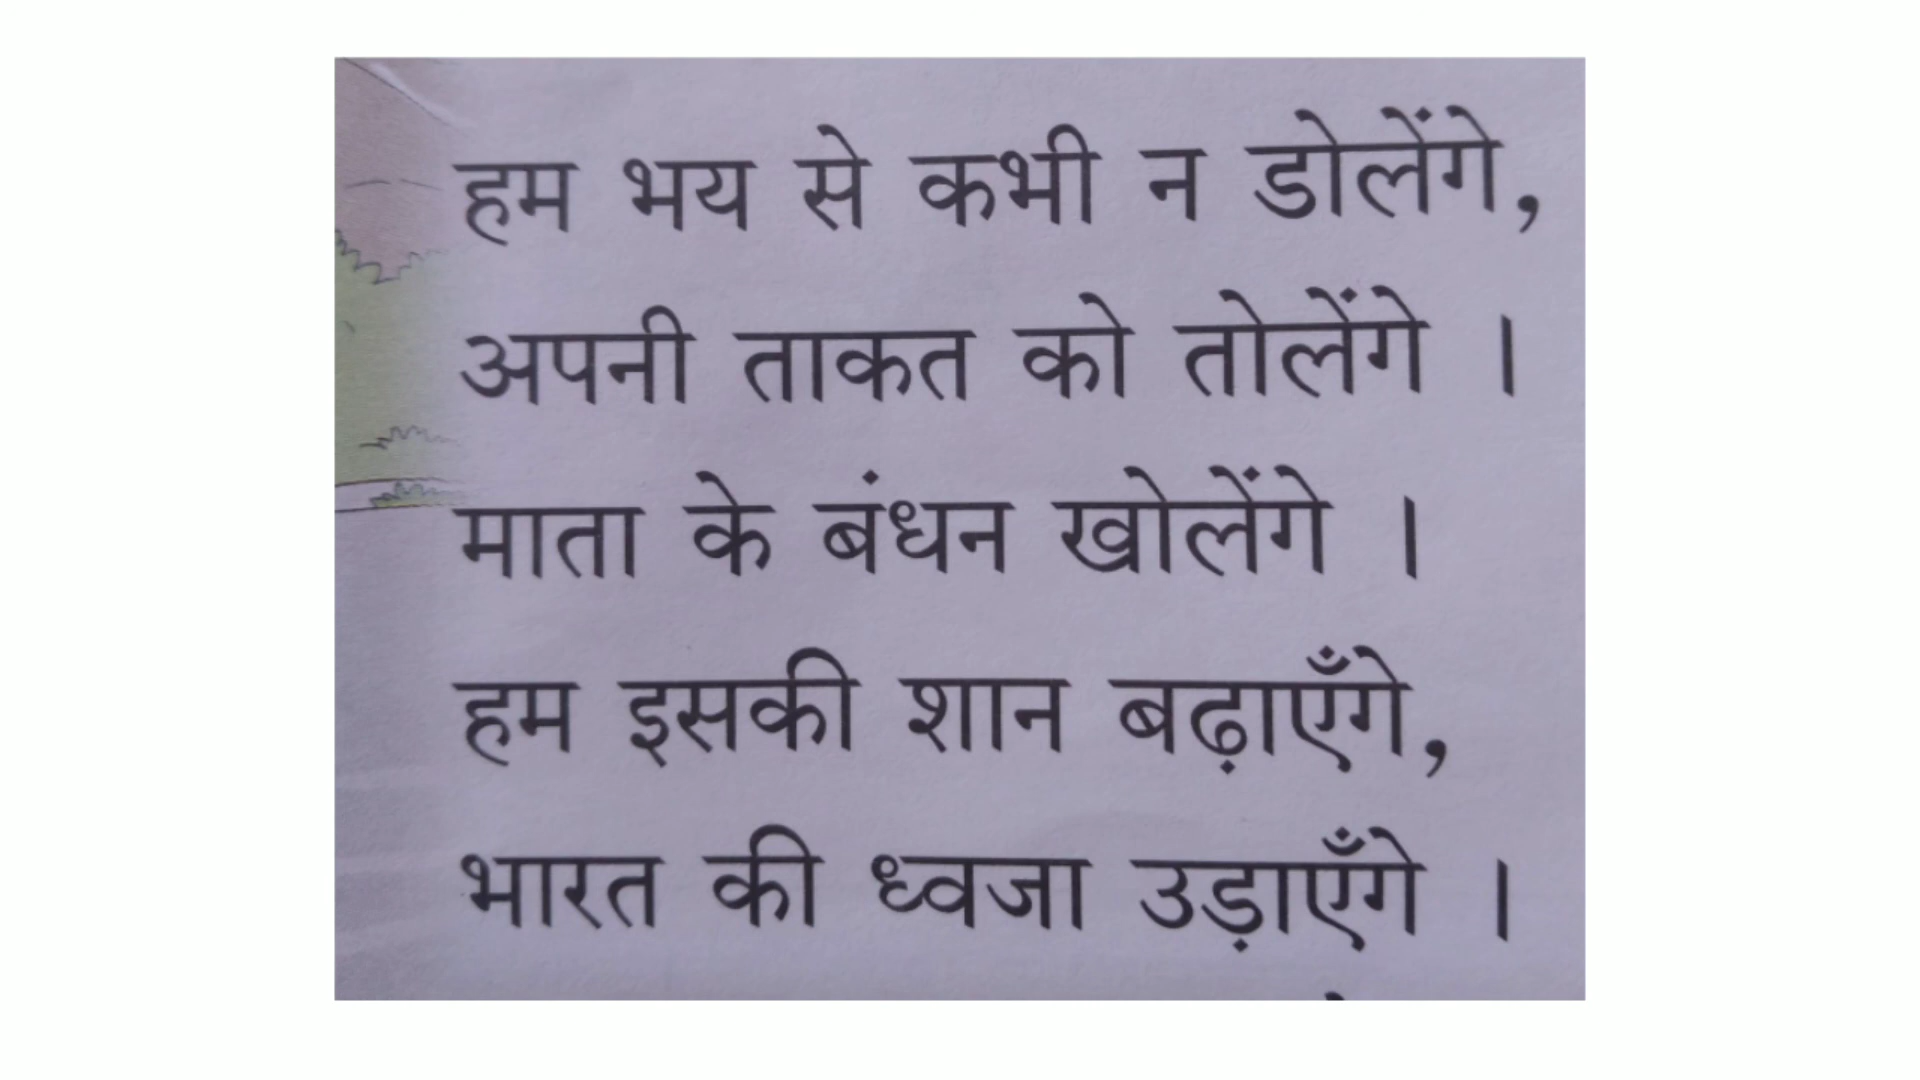 हम भय से कभी न डोलेंगे,
अपनी ताकत को तोलेंगे ।
माता के बंधन खोलेंगे ।
हम इसकी शान बढ़ाएँगे,
भारत की ध्वजा उड़ाएँगे ।